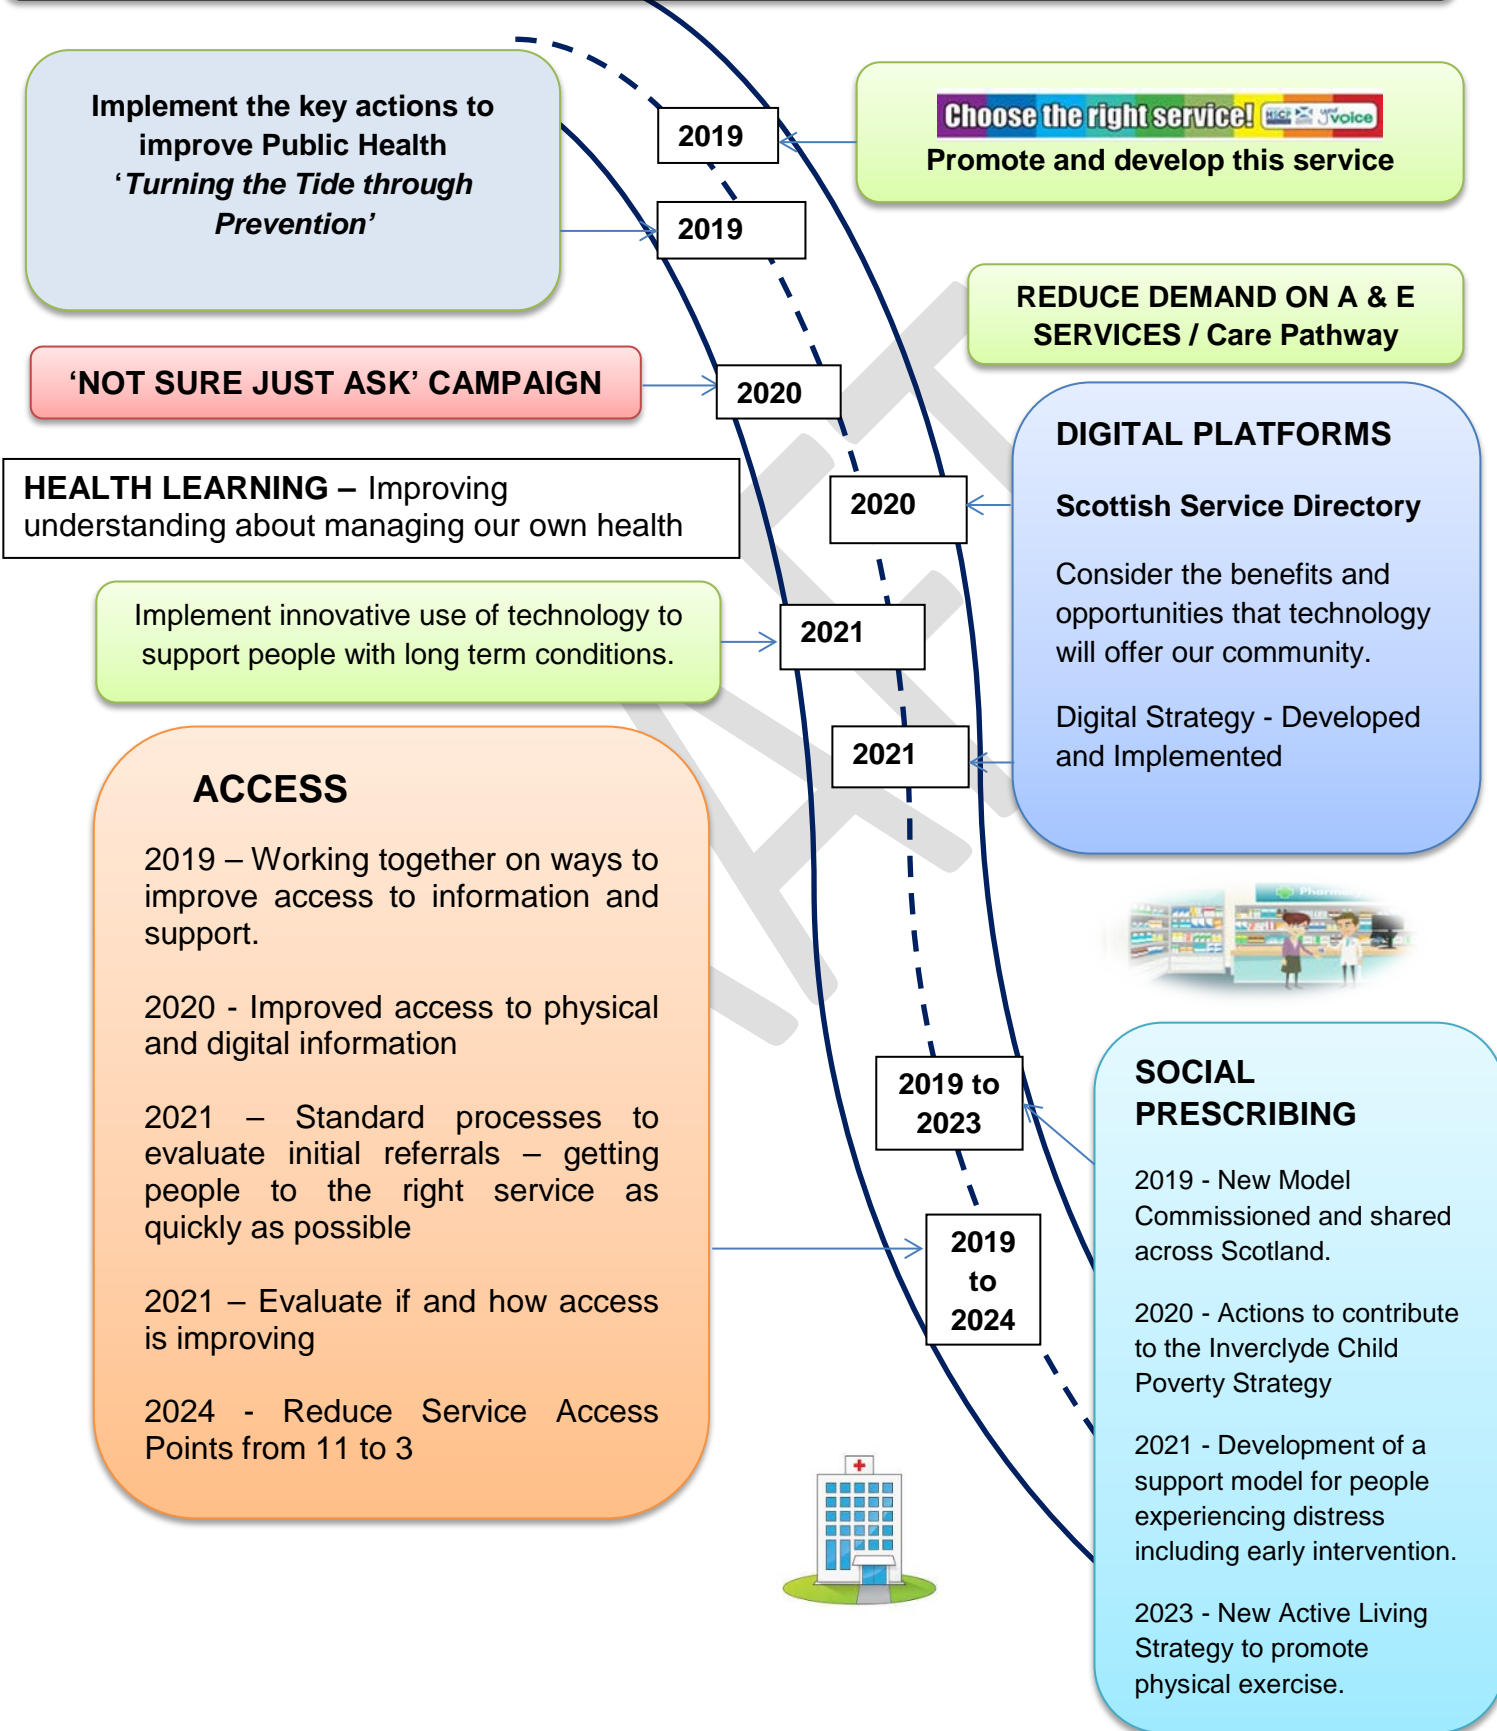 Implement the key actions to
improve Public Health
‘Turning the Tide through
Prevention’
2019
Choose the right service! HSCP your voice
Promote and develop this service
2019
REDUCE DEMAND ON A & E
SERVICES / Care Pathway
‘NOT SURE JUST ASK’ CAMPAIGN
2020
HEALTH LEARNING – Improving
understanding about managing our own health
2020
DIGITAL PLATFORMS
Scottish Service Directory
Consider the benefits and
opportunities that technology
will offer our community.
Digital Strategy - Developed
and Implemented
Implement innovative use of technology to
support people with long term conditions.
2021
2021
ACCESS
2019 – Working together on ways to
improve access to information and
support.
2020 - Improved access to physical
and digital information
2021 – Standard processes to
evaluate initial referrals – getting
people to the right service as
quickly as possible
2021 – Evaluate if and how access
is improving
2024 - Reduce Service Access
Points from 11 to 3
Pharmacy
2019 to
2023
2019
to
2024
SOCIAL
PRESCRIBING
2019 - New Model
Commissioned and shared
across Scotland.
2020 - Actions to contribute
to the Inverclyde Child
Poverty Strategy
2021 - Development of a
support model for people
experiencing distress
including early intervention.
2023 - New Active Living
Strategy to promote
physical exercise.
DRAFT